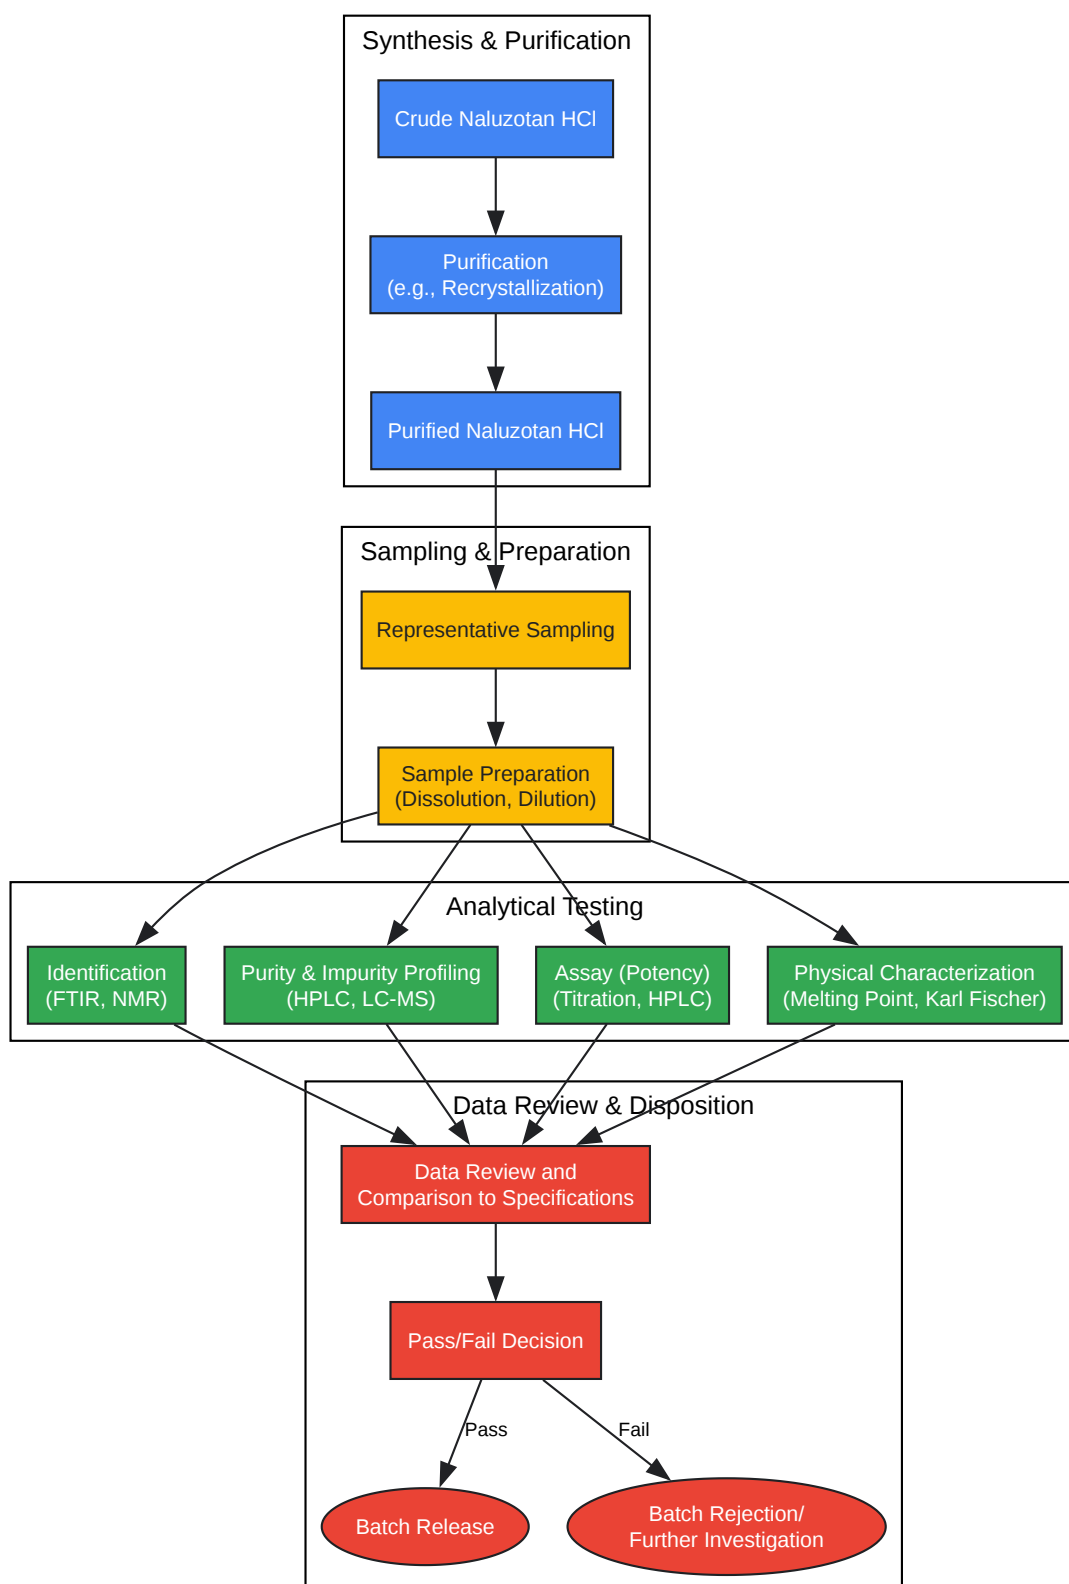 Synthesis & Purification
Crude Naluzotan HCl
Purification
(e.g., Recrystallization)
Purified Naluzotan HCl
Sampling & Preparation
Representative Sampling
Sample Preparation
(Dissolution, Dilution)
Analytical Testing
Identification
(FTIR, NMR)
Purity & Impurity Profiling
(HPLC, LC-MS)
Assay (Potency)
(Titration, HPLC)
Physical Characterization
(Melting Point, Karl Fischer)
Data Review & Disposition
Data Review and
Comparison to Specifications
Pass/Fail Decision
Pass
Fail
Batch Release
Batch Rejection/
Further Investigation